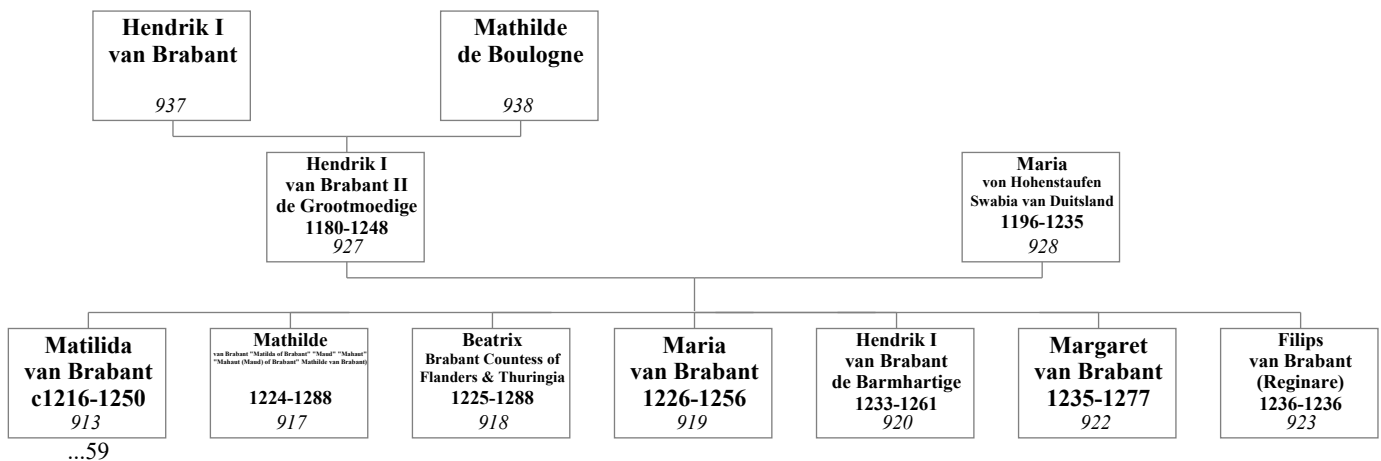 Hendrik I
van Brabant
937
Mathilde
de Boulogne
938
Hendrik I
van Brabant II
de Grootmoedige
1180-1248
927
Maria
von Hohenstaufen
Swabia van Duitsland
1196-1235
928
Matilida
van Brabant
c1216-1250
913
...59
Mathilde
van Brabant "Matilda of Brabant" "Maud" "Mahaut"
"Mahaut (Maud) of Brabant" Mathilde van Brabant)
1224-1288
917
Beatrix
Brabant Countess of
Flanders & Thuringia
1225-1288
918
Maria
van Brabant
1226-1256
919
Hendrik I
van Brabant
de Barmhartige
1233-1261
920
Margaret
van Brabant
1235-1277
922
Filips
van Brabant
(Reginare)
1236-1236
923